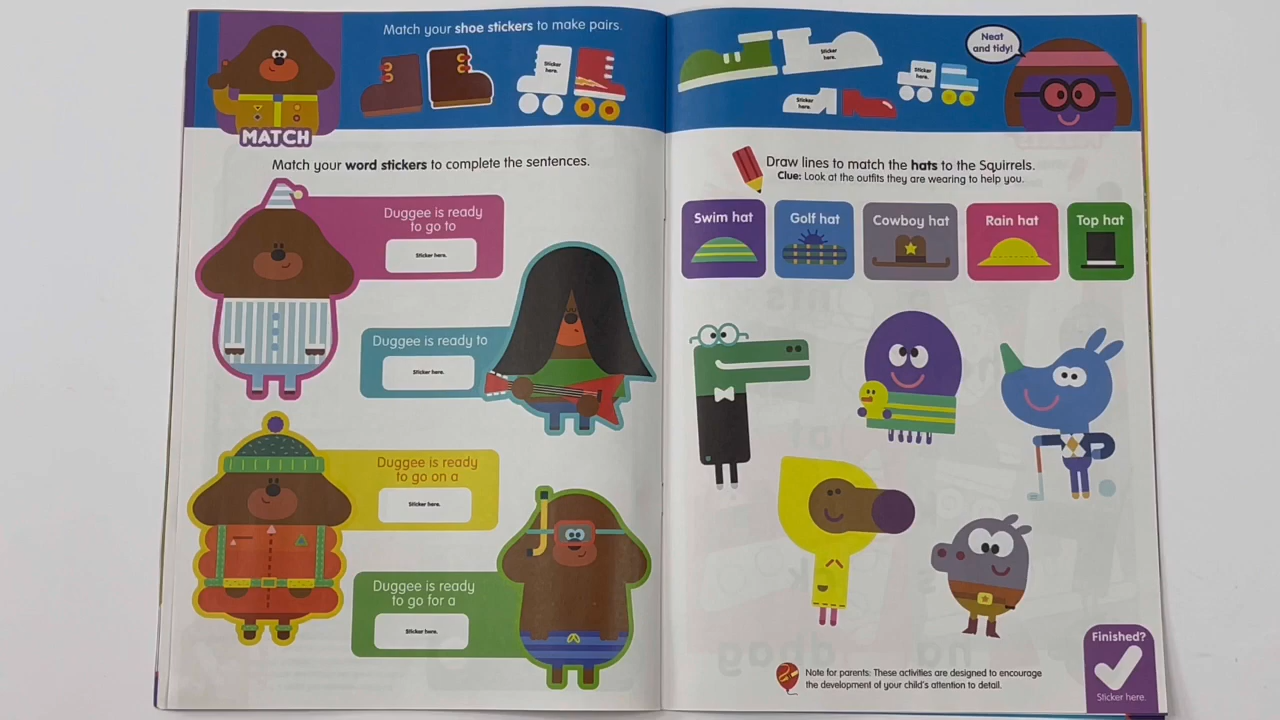 Match your shoe stickers to make pairs.
Sticker
here.
MATCH
Match your word stickers to complete the sentences.
Duggee is ready
to go to
Sticker here.
Duggee is ready to
Sticker here.
Duggee is ready
to go on a
Sticker here.
Duggee is ready
to go for a
Sticker here.
Sticker
here.
Sticker
here.
Sticker
here.
Neat
and tidy!
Draw lines to match the hats to the Squirrels.
Clue: Look at the outfits they are wearing to help you.
Swim hat
Golf hat
Cowboy hat
Rain hat
Top hat
Note for parents: These activities are designed to encourage
the development of your child's attention to detail.
Finished?
Sticker here.